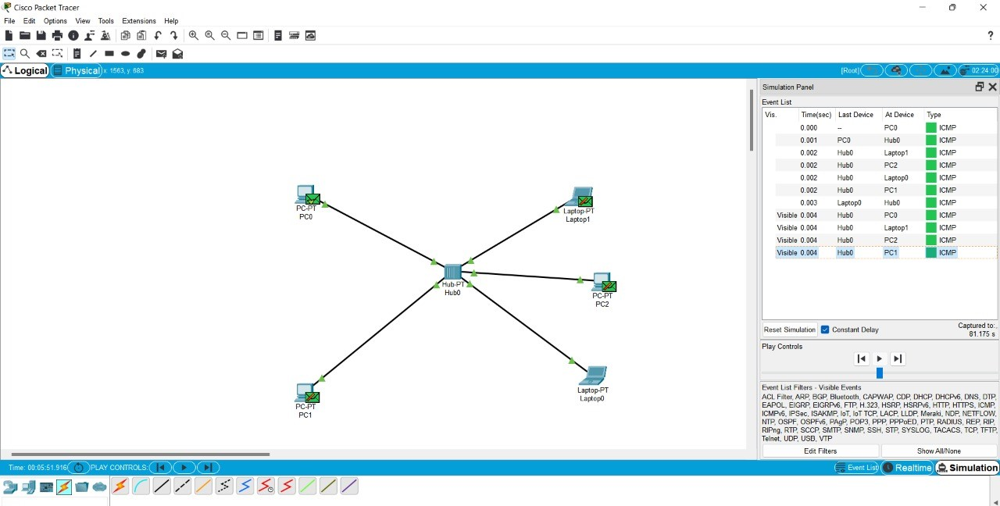 Cisco Packet Tracer
File Edit Options View Tools Extensions Help
?
Logical Physical x: 1563, y: 683 [Root] 02:24:00
Simulation Panel
Event List
Vis. Time(sec) Last Device At Device Type
0.000 -- PC0 ICMP
0.001 PC0 Hub0 ICMP
0.002 Hub0 Laptop1 ICMP
0.002 Hub0 PC2 ICMP
0.002 Hub0 Laptop0 ICMP
0.002 Hub0 PC1 ICMP
0.003 Laptop0 Hub0 ICMP
Visible 0.004 Hub0 PC0 ICMP
Visible 0.004 Hub0 Laptop1 ICMP
Visible 0.004 Hub0 PC2 ICMP
Visible 0.004 Hub0 PC1 ICMP
PC-PT
PC0
Laptop-PT
Laptop1
Hub-PT
Hub0
PC-PT
PC2
Laptop-PT
Laptop0
PC-PT
PC1
Reset Simulation Constant Delay Captured to:
81.175 s
Play Controls
Event List Filters - Visible Events
ACL Filter, ARP, BGP, Bluetooth, CAPWAP, CDP, DHCP, DHCPv6, DNS, DTP,
EAPOL, EIGRP, EIGRPv6, FTP, H.323, HSRP, HSRPv6, HTTP, HTTPS, ICMP,
ICMPv6, IPSec, ISAKMP, IoT, IoT TCP, LACP, LLDP, Meraki, NDP, NETFLOW,
NTP, OSPF, OSPFv6, PAgP, POP3, PPP, PPPoED, PTP, RADIUS, REP, RIP,
RIPng, RTP, SCCP, SMTP, SNMP, SSH, STP, SYSLOG, TACACS, TCP, TFTP,
Telnet, UDP, USB, VTP
Edit Filters Show All/None
Time: 00:05:51.916 PLAY CONTROLS: Event List Realtime Simulation